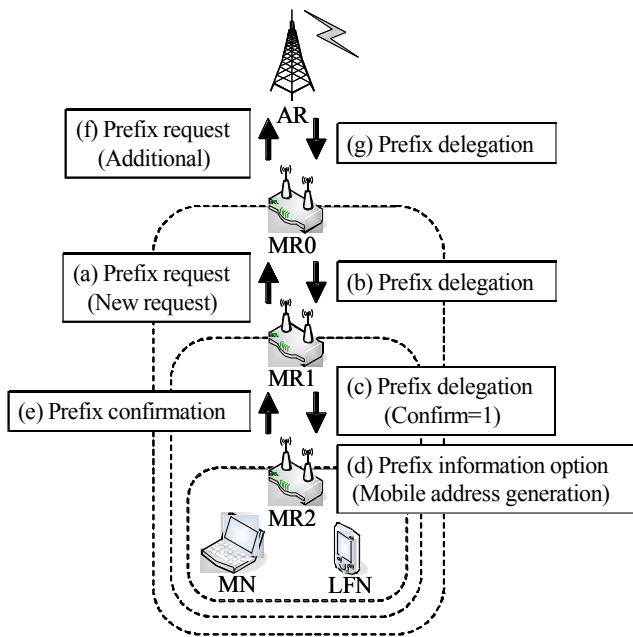 AR
(f) Prefix request
(Additional)
(g) Prefix delegation
MR0
(a) Prefix request
(New request)
(b) Prefix delegation
MR1
(c) Prefix delegation
(Confirm=1)
(e) Prefix confirmation
(d) Prefix information option
(Mobile address generation)
MR2
MN
LFN